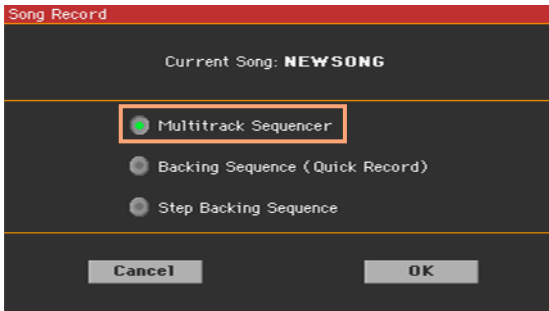 Song Record
Current Song: NEWSONG
Multitrack Sequencer
Backing Sequence (Quick Record)
Step Backing Sequence
Cancel OK